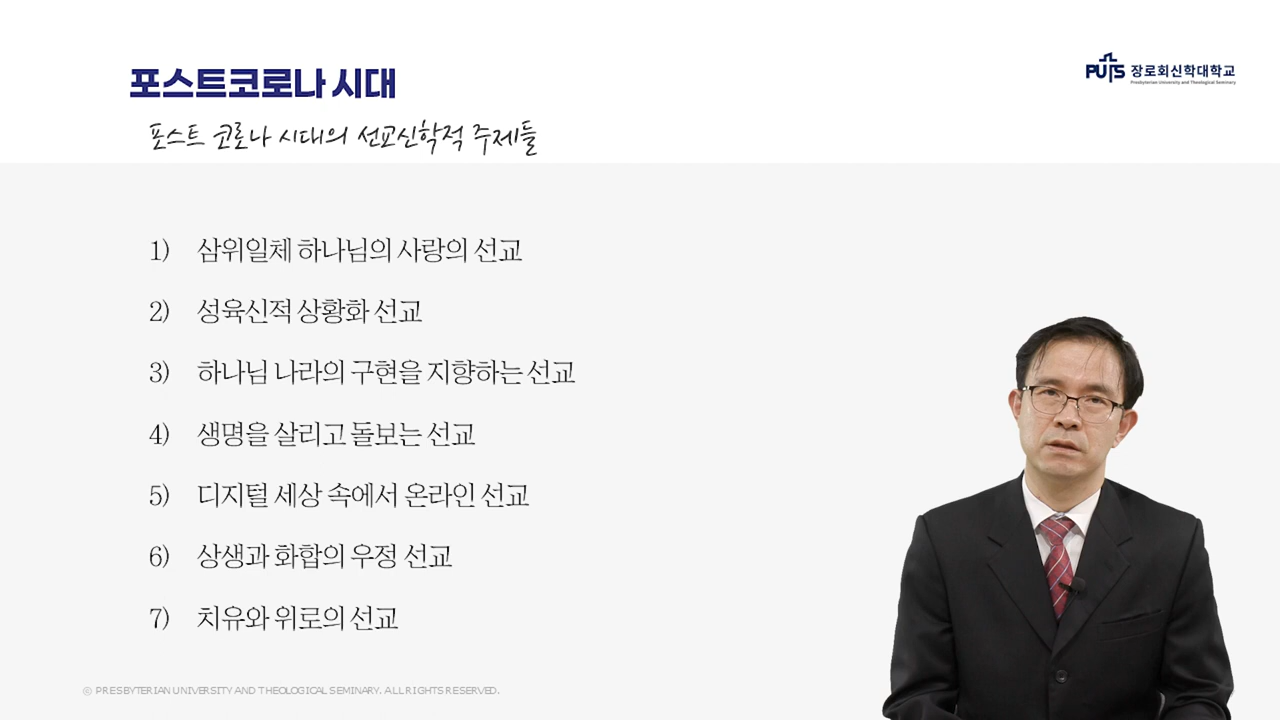 포스트코로나 시대
PUTS 장로회신학대학교
Presbyterian University and Theological Seminary
포스트 코로나 시대의 선교신학적 주제들
1) 삼위일체 하나님의 사랑의 선교
2) 성육신적 상황화 선교
3) 하나님 나라의 구현을 지향하는 선교
4) 생명을 살리고 돌보는 선교
5) 디지털 세상 속에서 온라인 선교
6) 상생과 화합의 우정 선교
7) 치유와 위로의 선교
© PRESBYTERIAN UNIVERSITY AND THEOLOGICAL SEMINARY. ALL RIGHTS RESERVED.